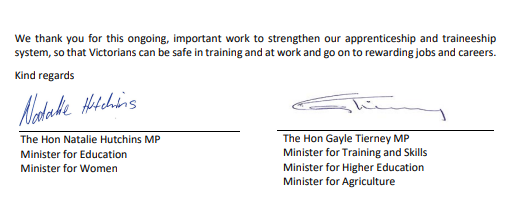 We thank you for this ongoing, important work to strengthen our apprenticeship and traineeship
system, so that Victorians can be safe in training and at work and go on to rewarding jobs and careers.
Kind regards
Natalie Hutchins
The Hon Natalie Hutchins MP
Minister for Education
Minister for Women
The Hon Gayle Tierney MP
Minister for Training and Skills
Minister for Higher Education
Minister for Agriculture